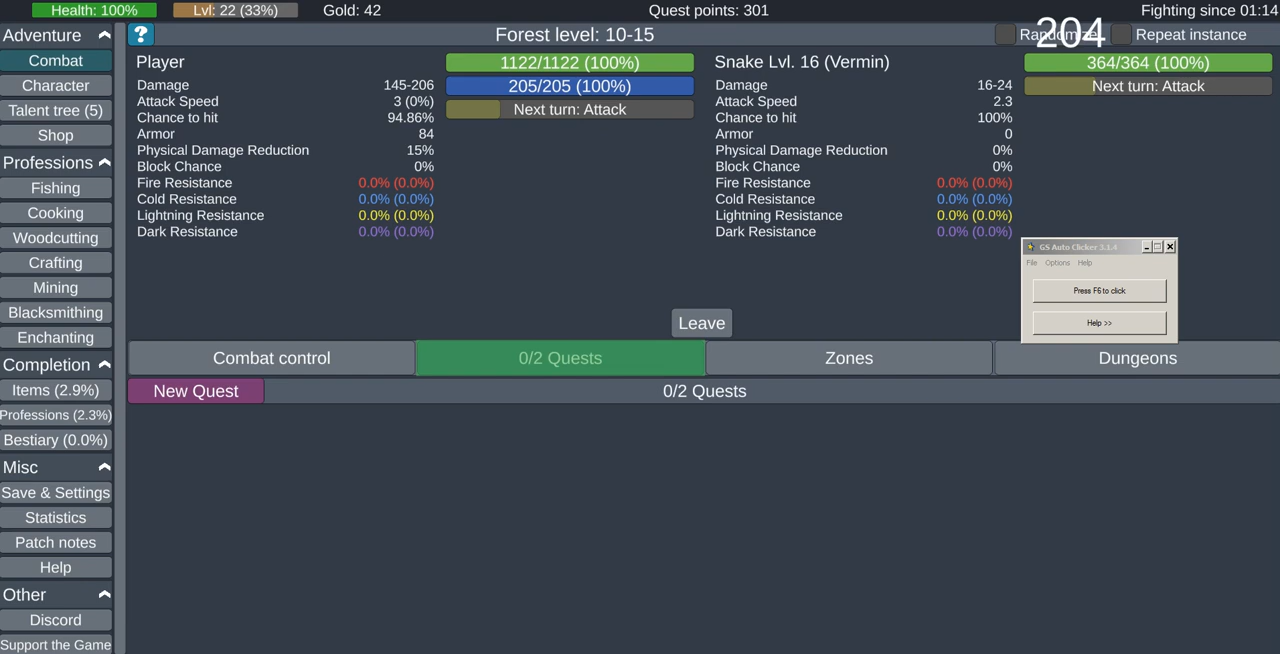 Health: 100% Lvl: 22 (33%) Gold: 42 Quest points: 301 Fighting since 01:14
Adventure
Combat
Character
Talent tree (5)
Shop
Professions
Fishing
Cooking
Woodcutting
Crafting
Mining
Blacksmithing
Enchanting
Completion
Items (2.9%)
Professions (2.3%)
Bestiary (0.0%)
Misc
Save & Settings
Statistics
Patch notes
Help
Other
Discord
Support the Game
? Forest level: 10-15 Repeat instance
204
Player 1122/1122 (100%)
205/205 (100%)
Next turn: Attack
Damage 145-206
Attack Speed 3 (0%)
Chance to hit 94.86%
Armor 84
Physical Damage Reduction 15%
Block Chance 0%
Fire Resistance 0.0% (0.0%)
Cold Resistance 0.0% (0.0%)
Lightning Resistance 0.0% (0.0%)
Dark Resistance 0.0% (0.0%)
Snake Lvl. 16 (Vermin) 364/364 (100%)
Next turn: Attack
Damage 16-24
Attack Speed 2.3
Chance to hit 100%
Armor 0
Physical Damage Reduction 0%
Block Chance 0%
Fire Resistance 0.0% (0.0%)
Cold Resistance 0.0% (0.0%)
Lightning Resistance 0.0% (0.0%)
Dark Resistance 0.0% (0.0%)
GS Auto Clicker 3.1.4
File Options Help
Press F6 to click
Help >>
Leave
Combat control 0/2 Quests Zones Dungeons
New Quest 0/2 Quests